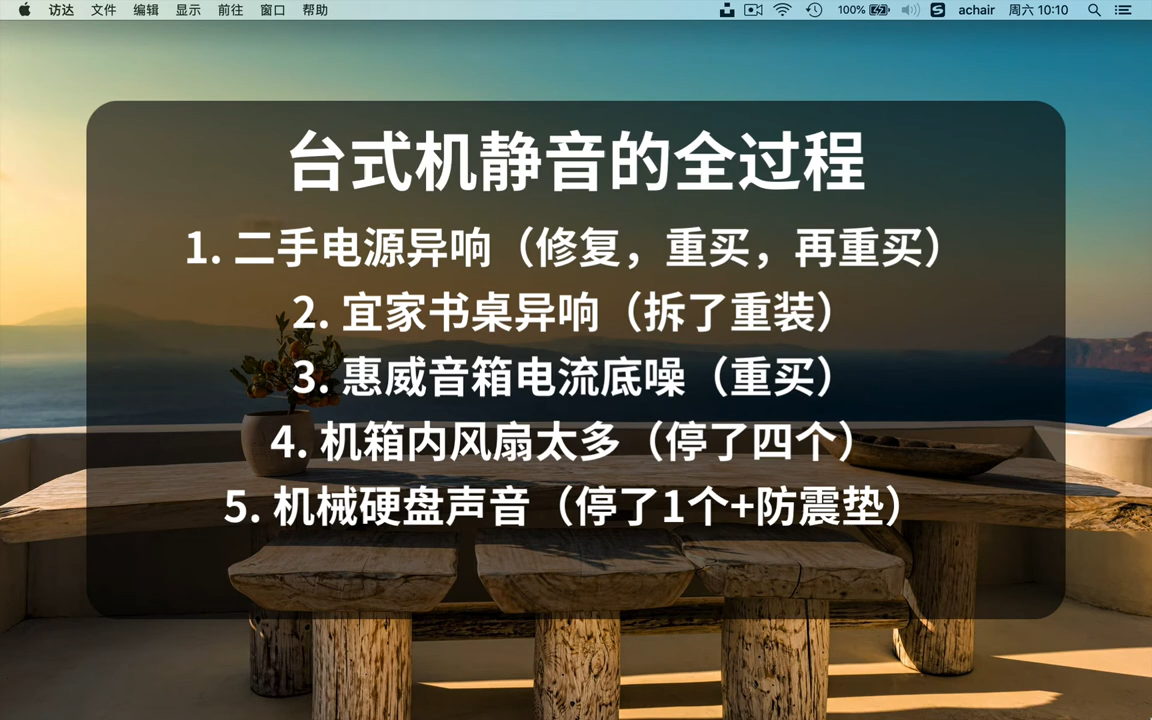 访达 文件 编辑 显示 前往 窗口 帮助 100% achair 周六 10:10
台式机静音的全过程
1. 二手电源异响（修复，重买，再重买）
2. 宜家书桌异响（拆了重装）
3. 惠威音箱电流底噪（重买）
4. 机箱内风扇太多（停了四个）
5. 机械硬盘声音（停了1个+防震垫）